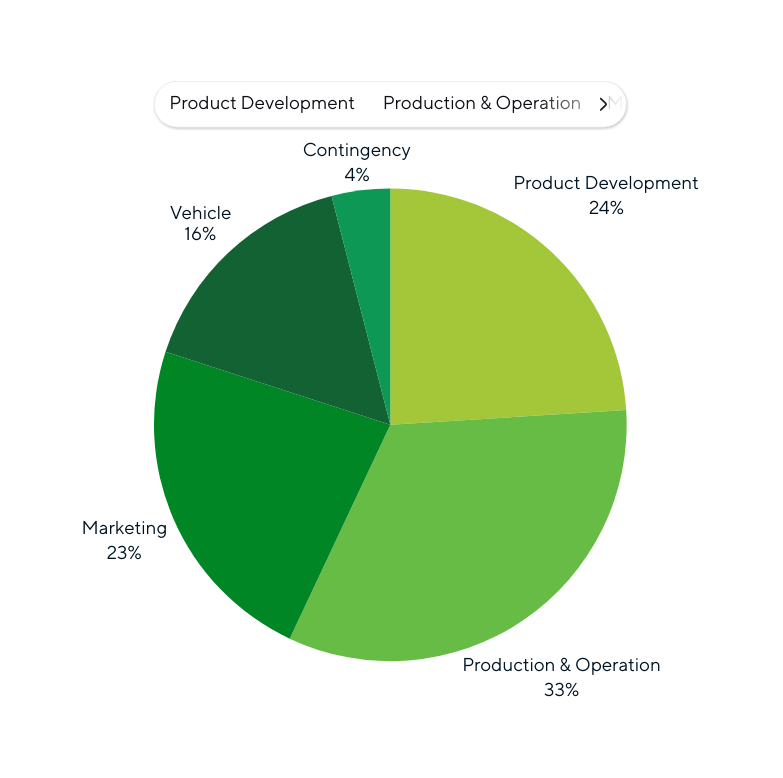 Product Development Production & Operation M
Contingency
4%
Product Development
24%
Vehicle
16%
Marketing
23%
Production & Operation
33%